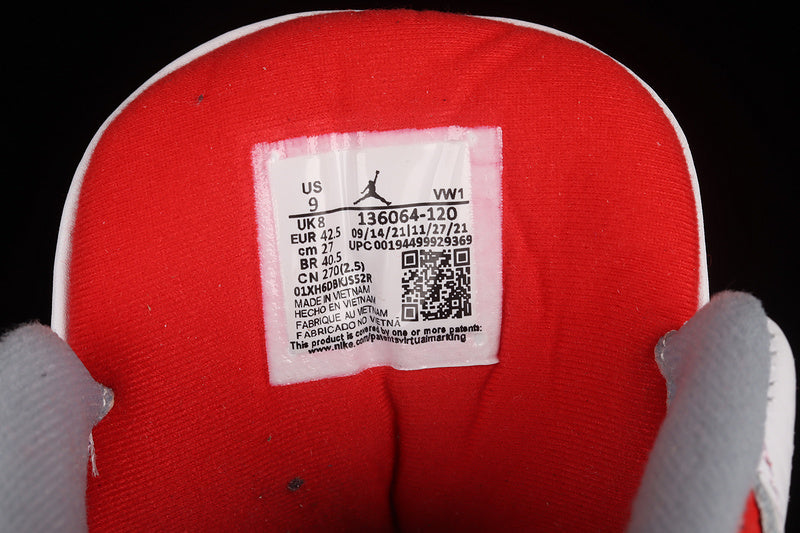 US 9 VW1
UK 8 136064-120
EUR 42.5 09/14/21|11/27/21
cm 27 UPC 00194499929369
BR 40.5
CN 270(2.5)
01XH6DBKJS52R
MADE IN VIETNAM
HECHO EN VIETNAM
FABRIQUE AU VIETNAM
FABRICADO NO VIETNÃ
This product is covered by one or more patents:
www.nike.com/patentsvirtualmarking